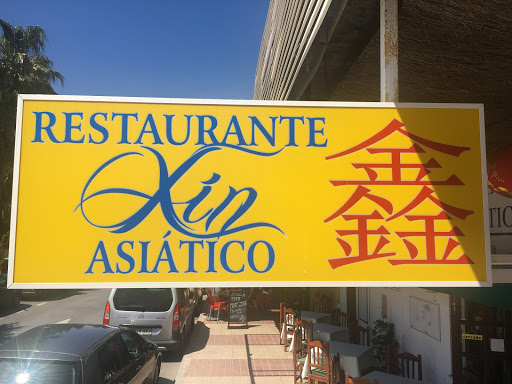 RESTAURANTE
Xin
ASIÁTICO
鑫